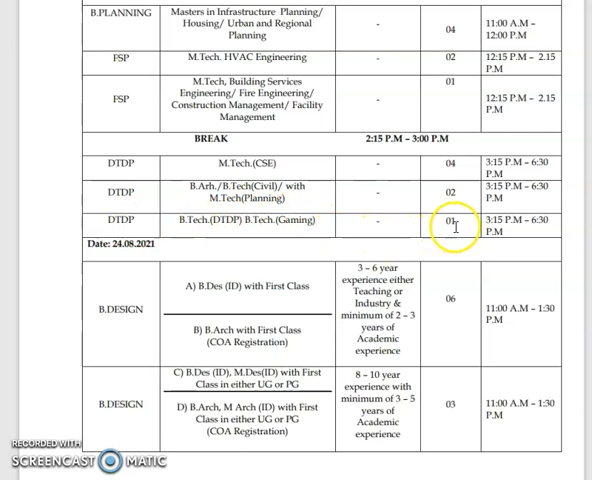 B.PLANNING
Masters in Infrastructure Planning/
Housing/ Urban and Regional
Planning
-
04
11:00 A.M –
12:00 P.M
FSP
M.Tech. HVAC Engineering
-
02
12:15 P.M – 2.15
P.M
FSP
M.Tech, Building Services
Engineering/ Fire Engineering/
Construction Management/ Facility
Management
-
01
12:15 P.M – 2.15
P.M
BREAK
2:15 P.M – 3:00 P.M
DTDP
M.Tech.(CSE)
-
04
3:15 P.M – 6:30
P.M
DTDP
B.Arh./B.Tech(Civil)/ with
M.Tech(Planning)
-
02
3:15 P.M – 6:30
P.M
DTDP
B.Tech.(DTDP) B.Tech.(Gaming)
-
01
3:15 P.M – 6:30
P.M
Date: 24.08.2021
B.DESIGN
A) B.Des (ID) with First Class
B) B.Arch with First Class
(COA Registration)
3 – 6 year
experience either
Teaching or
Industry &
minimum of 2 – 3
years of
Academic
experience
06
11:00 A.M – 1:30
P.M
B.DESIGN
C) B.Des (ID), M.Des(ID) with First
Class in either UG or PG
D) B.Arch, M Arch (ID) with First
Class in either UG or PG
(COA Registration)
8 – 10 year
experience with
minimum of 3 – 5
years of
Academic
experience
03
11:00 A.M – 1:30
P.M
RECORDED WITH
SCREENCAST MATIC